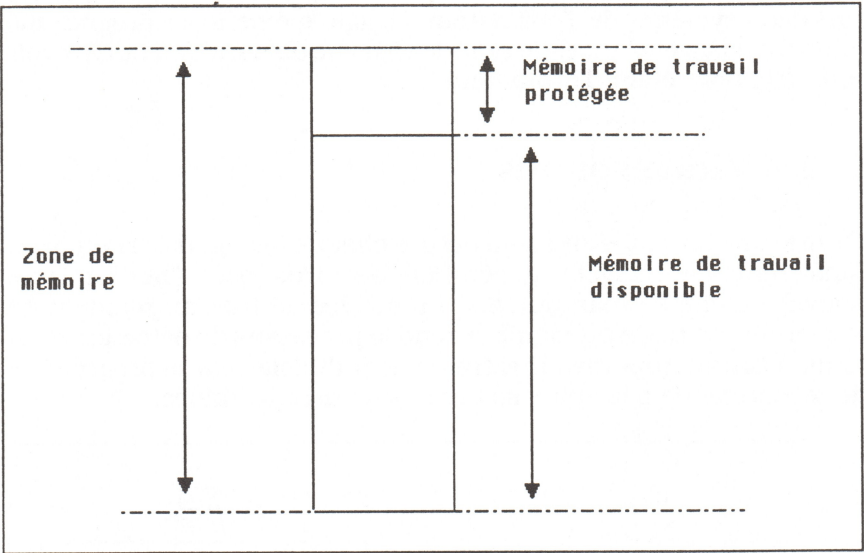 Mémoire de travail
protégée
Zone de
mémoire
Mémoire de travail
disponible